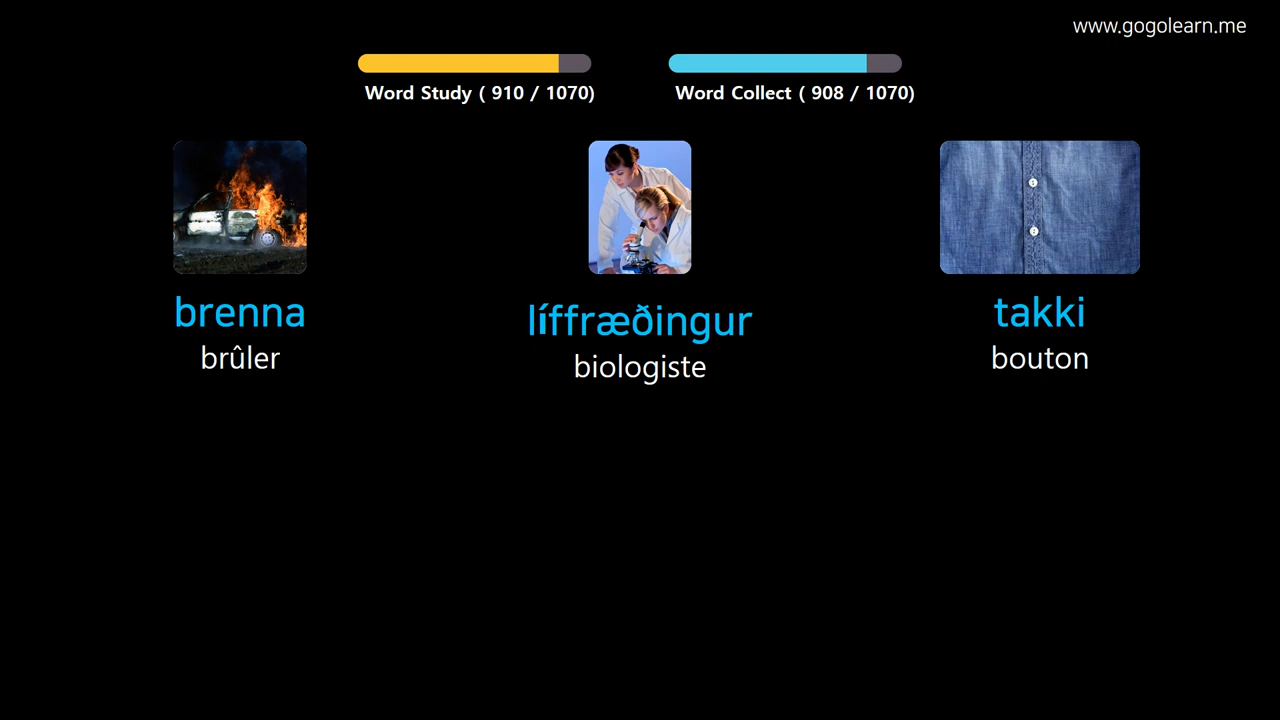 www.gogolearn.me
Word Study ( 910 / 1070)
Word Collect ( 908 / 1070)
brenna
brûler
líffræðingur
biologiste
takki
bouton